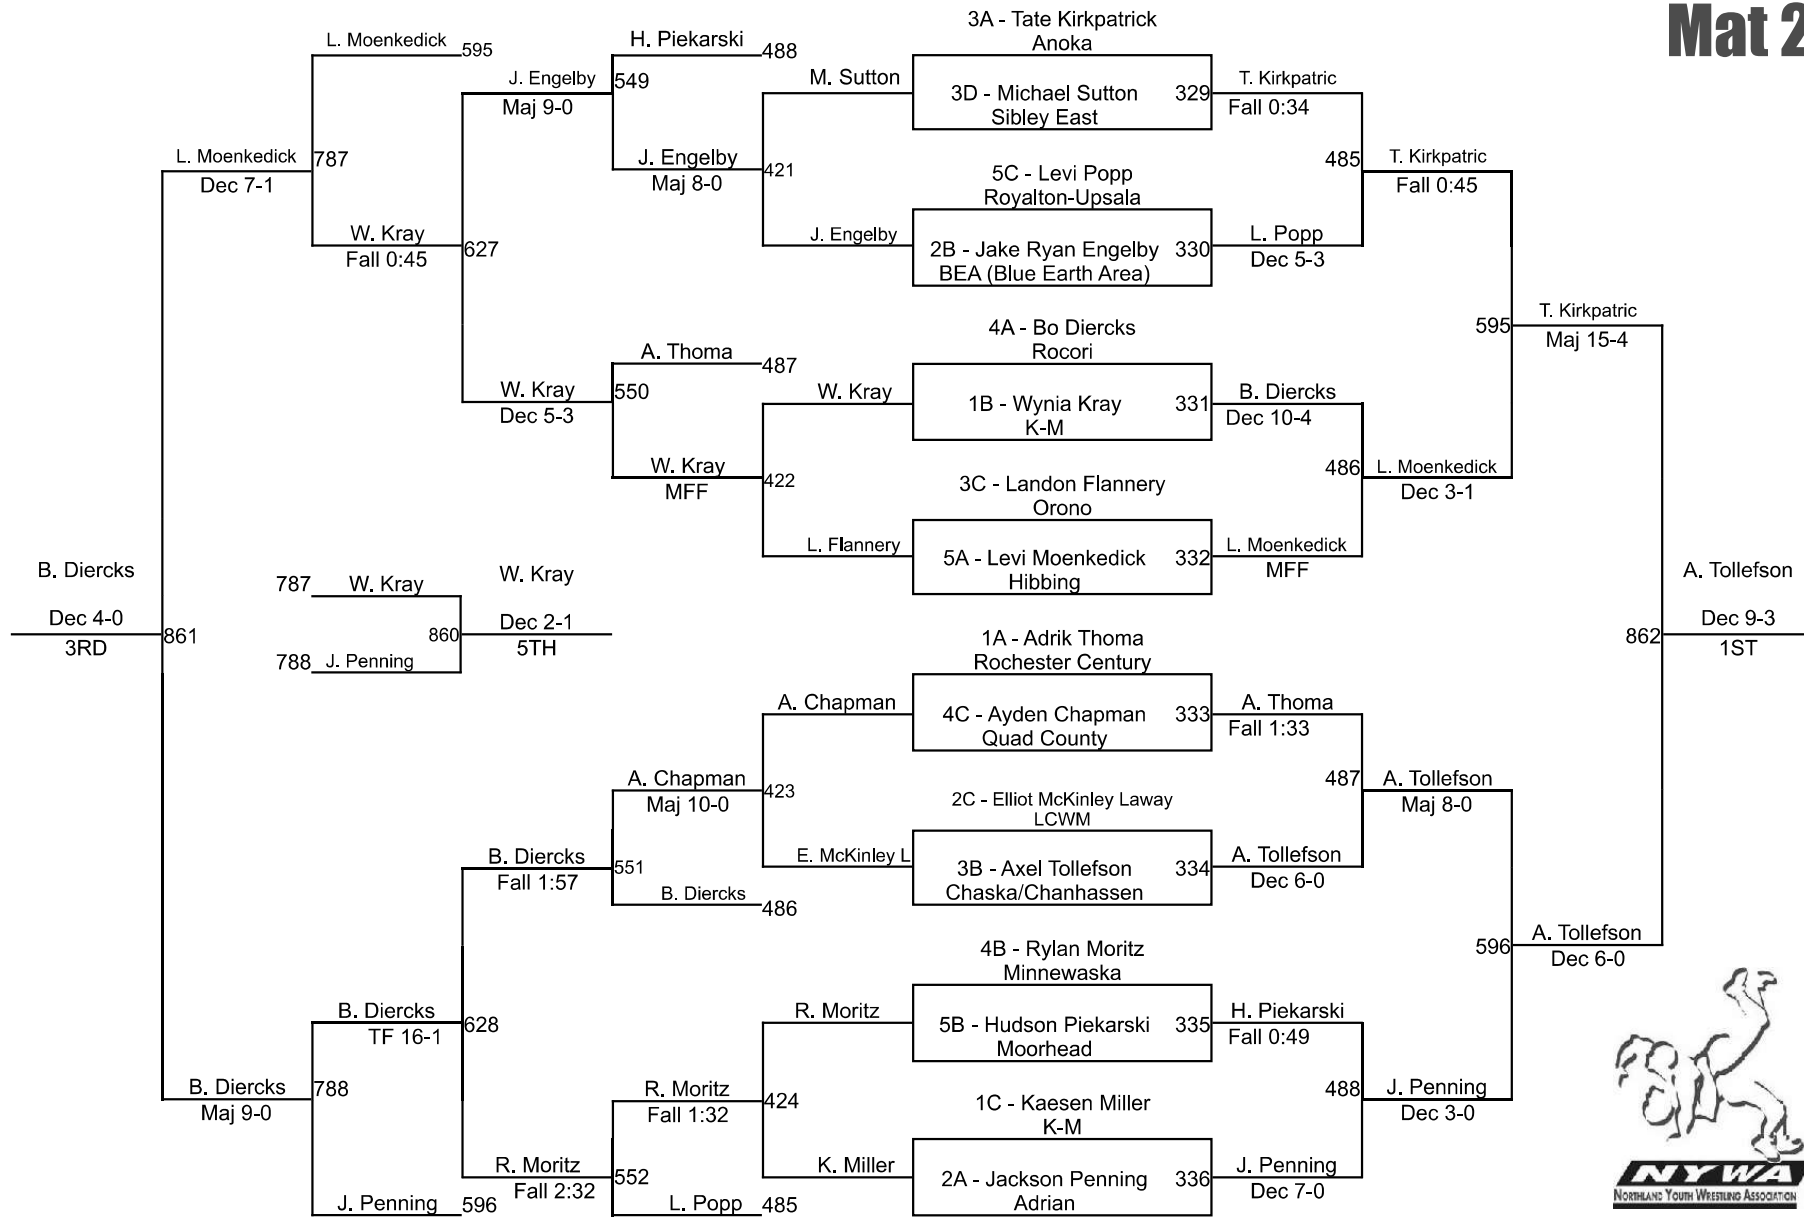 Mat 2
L. Moenkedick
595
J. Engelby
Maj 9-0
H. Piekarski
488
549
M. Sutton
3A - Tate Kirkpatrick
Anoka
3D - Michael Sutton
Sibley East
329
T. Kirkpatric
Fall 0:34
L. Moenkedick
Dec 7-1
787
J. Engelby
Maj 8-0
421
5C - Levi Popp
Royalton-Upsala
485
T. Kirkpatric
Fall 0:45
W. Kray
Fall 0:45
627
J. Engelby
2B - Jake Ryan Engelby
BEA (Blue Earth Area)
330
L. Popp
Dec 5-3
A. Thoma
487
4A - Bo Diercks
Rocori
595
T. Kirkpatric
Maj 15-4
W. Kray
Dec 5-3
550
W. Kray
1B - Wynia Kray
K-M
331
B. Diercks
Dec 10-4
W. Kray
MFF
422
3C - Landon Flannery
Orono
486
L. Moenkedick
Dec 3-1
L. Flannery
5A - Levi Moenkedick
Hibbing
332
L. Moenkedick
MFF
B. Diercks
Dec 4-0
3RD
861
787
W. Kray
788
J. Penning
860
W. Kray
Dec 2-1
5TH
862
A. Tollefson
Dec 9-3
1ST
1A - Adrik Thoma
Rochester Century
A. Chapman
4C - Ayden Chapman
Quad County
333
A. Thoma
Fall 1:33
A. Chapman
Maj 10-0
423
2C - Elliot McKinley Laway
LCWM
487
A. Tollefson
Maj 8-0
B. Diercks
Fall 1:57
551
E. McKinley L
3B - Axel Tollefson
Chaska/Chanhassen
334
A. Tollefson
Dec 6-0
B. Diercks
486
4B - Rylan Moritz
Minnewaska
596
A. Tollefson
Dec 6-0
B. Diercks
TF 16-1
628
R. Moritz
5B - Hudson Piekarski
Moorhead
335
H. Piekarski
Fall 0:49
B. Diercks
Maj 9-0
788
R. Moritz
Fall 1:32
424
1C - Kaesen Miller
K-M
488
J. Penning
Dec 3-0
R. Moritz
Fall 2:32
552
K. Miller
2A - Jackson Penning
Adrian
336
J. Penning
Dec 7-0
J. Penning
596
L. Popp
485
NYWA
NORTHLAND YOUTH WRESTLING ASSOCIATION